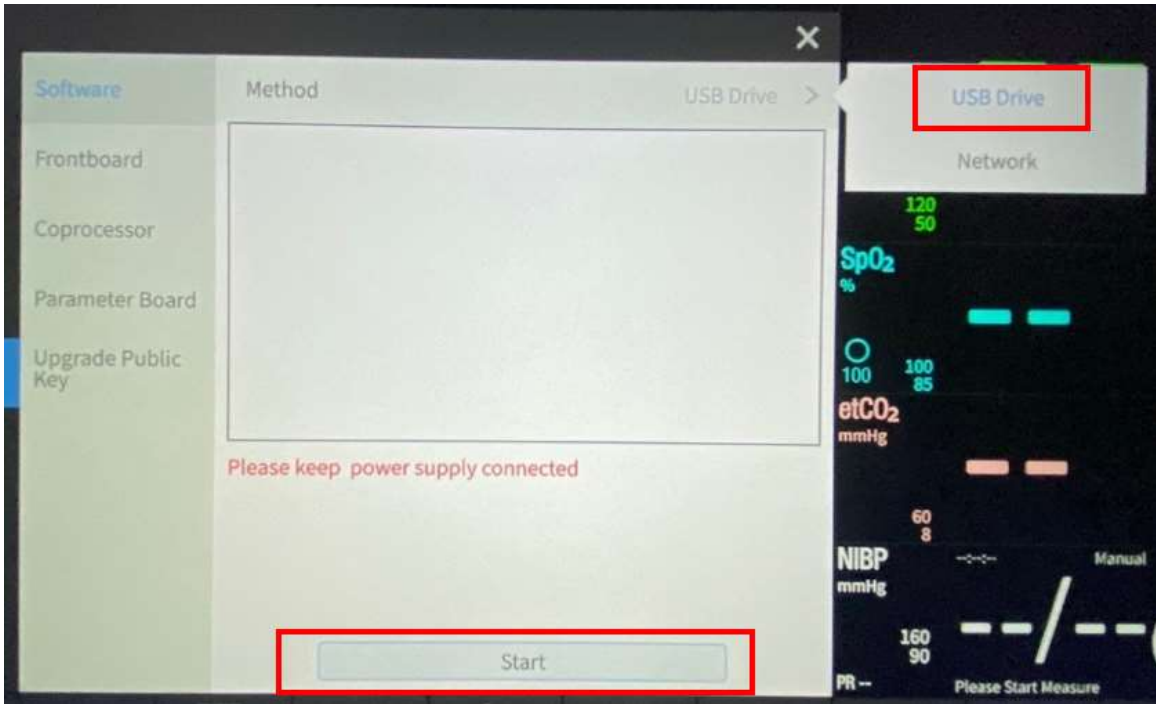 ×
Software
Method
USB Drive >
USB Drive
Network
Frontboard
Coprocessor
Parameter Board
Upgrade Public
Key
Please keep power supply connected
Start
120
50
SpO₂
%
100
100
85
etCO₂
mmHg
60
8
NIBP
--:--:--
Manual
mmHg
160
90
-- / --
PR --
Please Start Measure